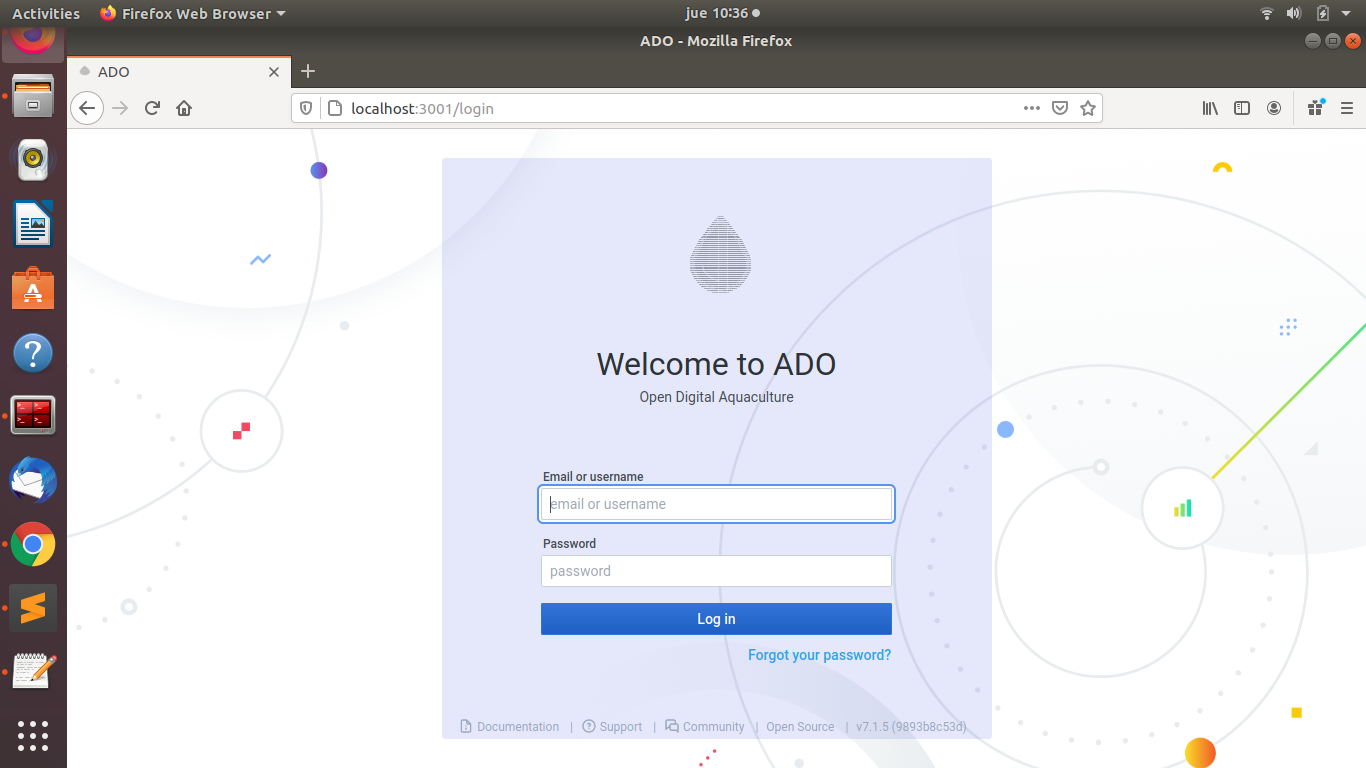 Activities Firefox Web Browser jue 10:36
ADO - Mozilla Firefox
ADO
localhost:3001/login
Welcome to ADO
Open Digital Aquaculture
Email or username
email or username
Password
password
Log in
Forgot your password?
Documentation | Support | Community | Open Source | v7.1.5 (9893b8c53d)